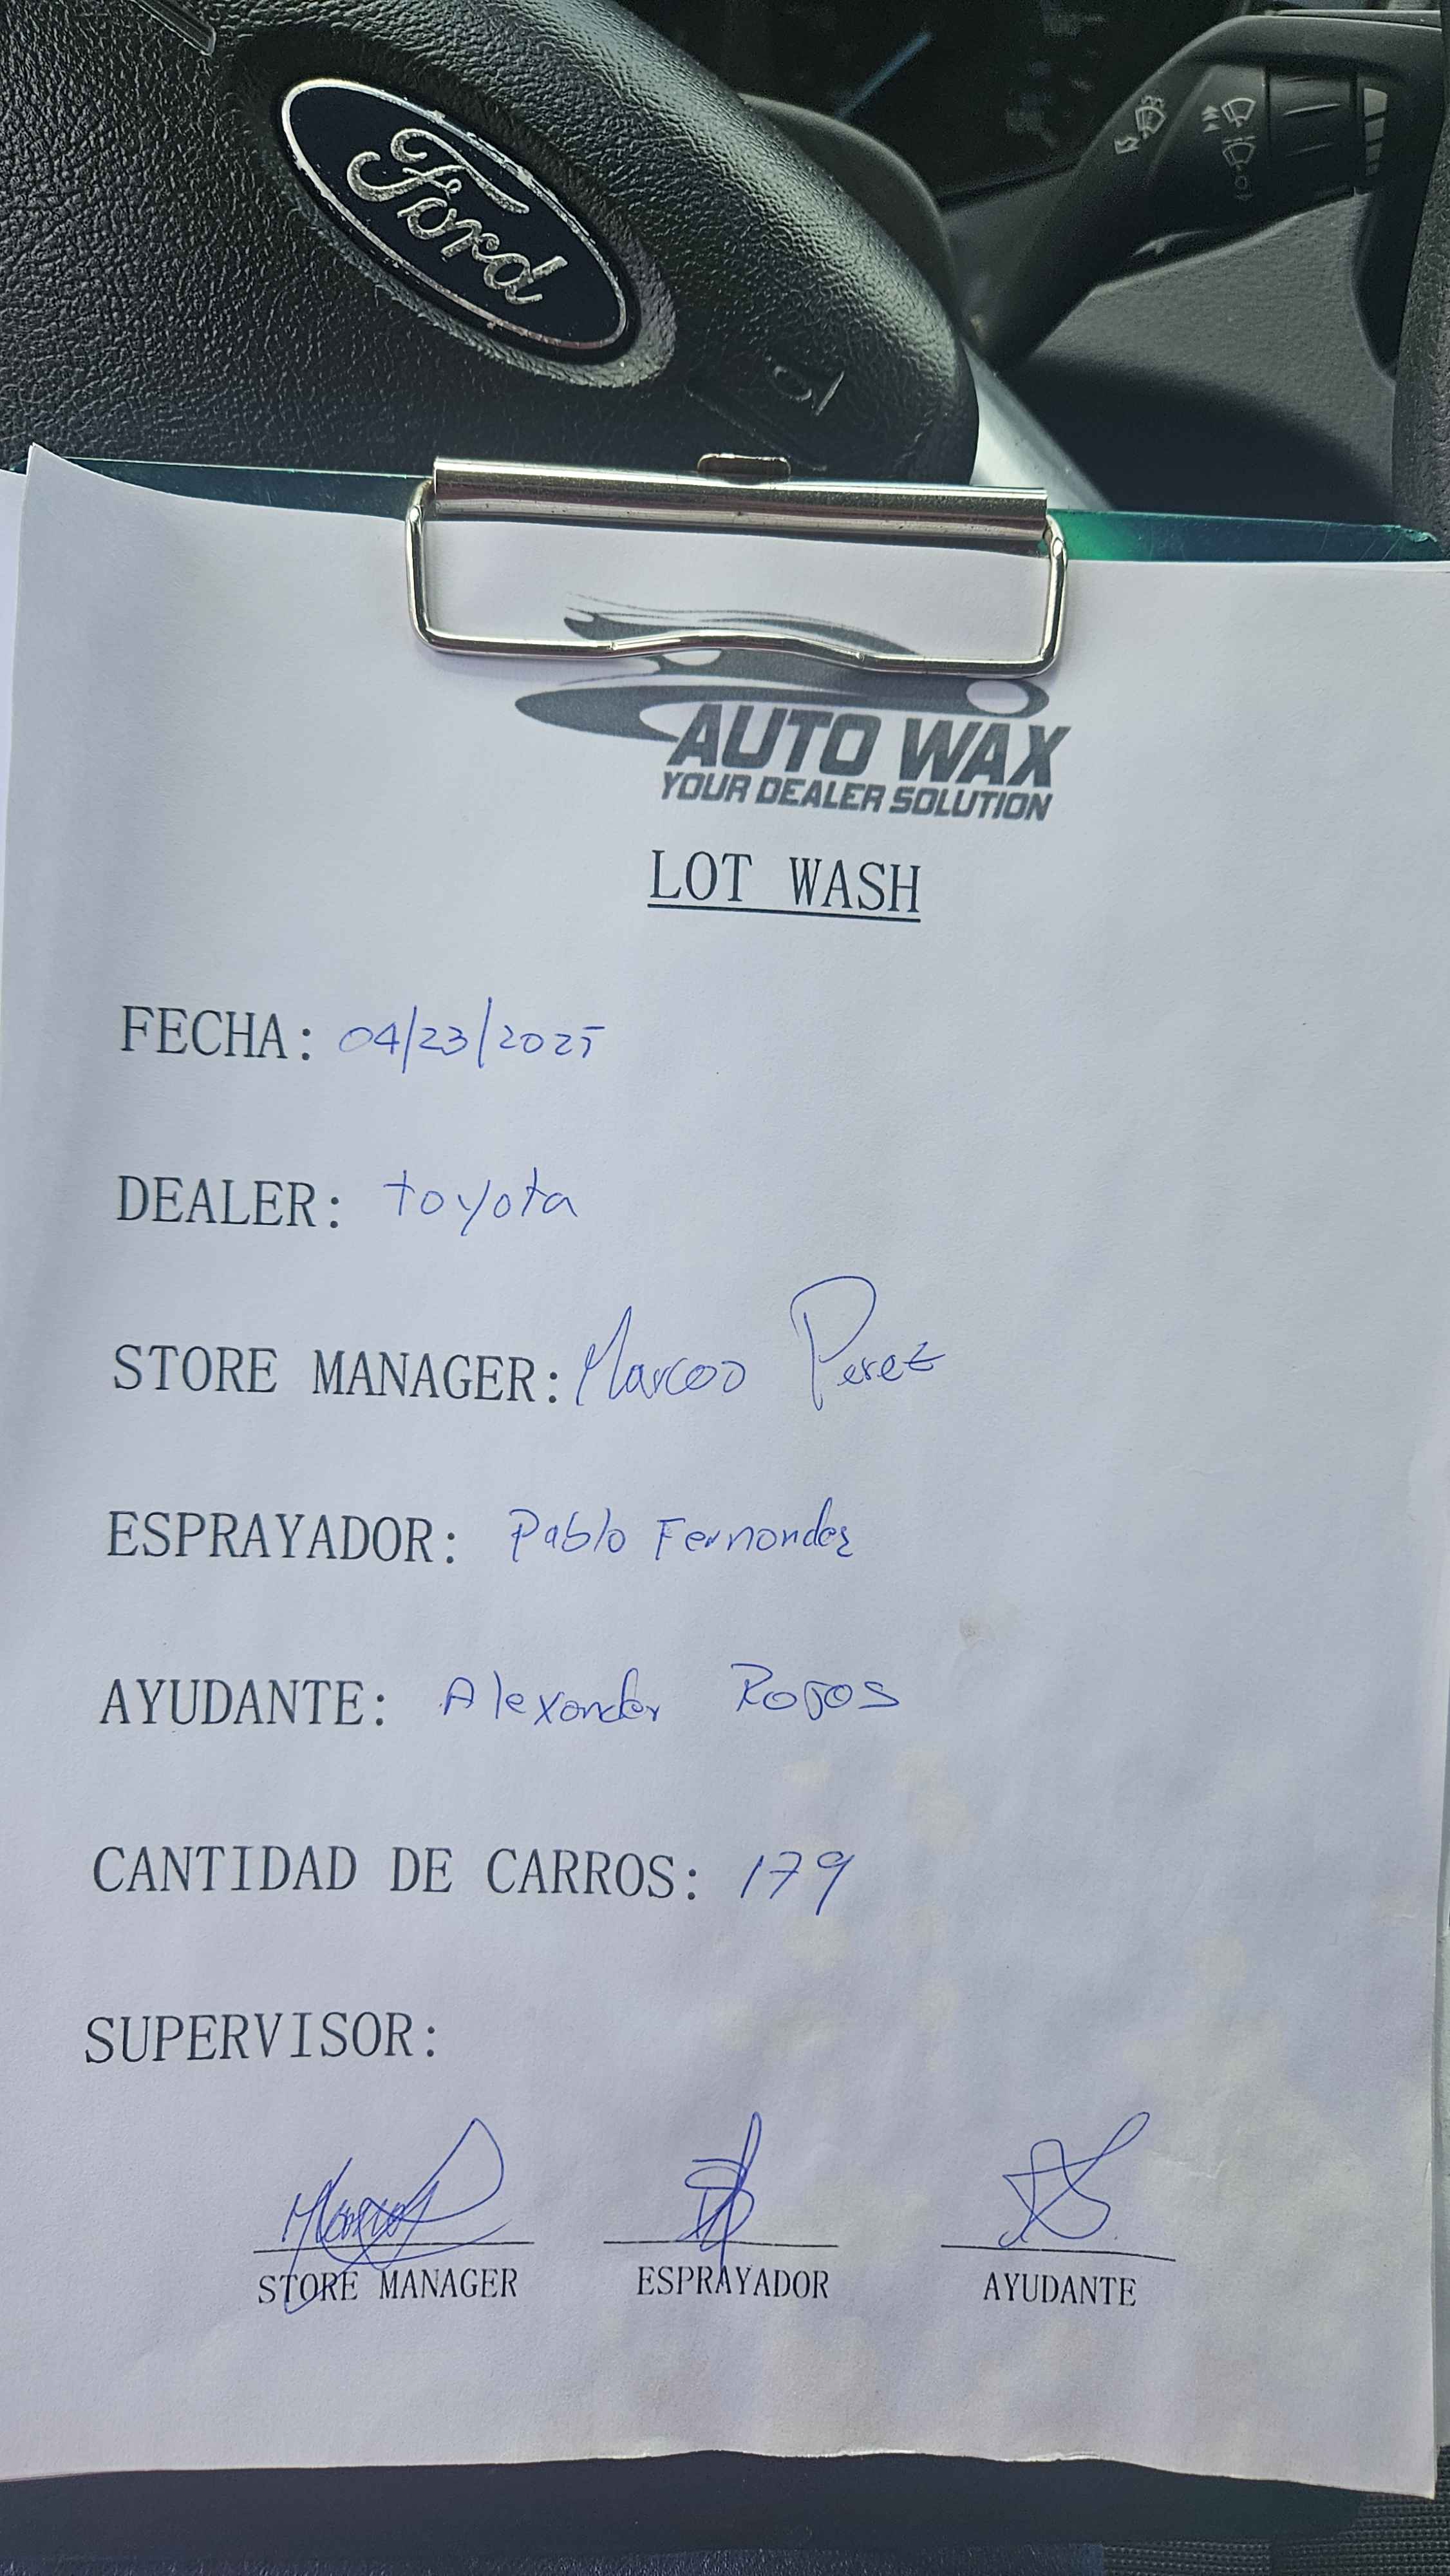 Ford
AUTO WAX
YOUR DEALER SOLUTION
LOT WASH
FECHA: 04/23/2025
DEALER: toyota
STORE MANAGER: Marcos Perez
ESPRAYADOR: Pablo Fernandez
AYUDANTE: Alexander Rojos
CANTIDAD DE CARROS: 179
SUPERVISOR:
STORE MANAGER ESPRAYADOR AYUDANTE